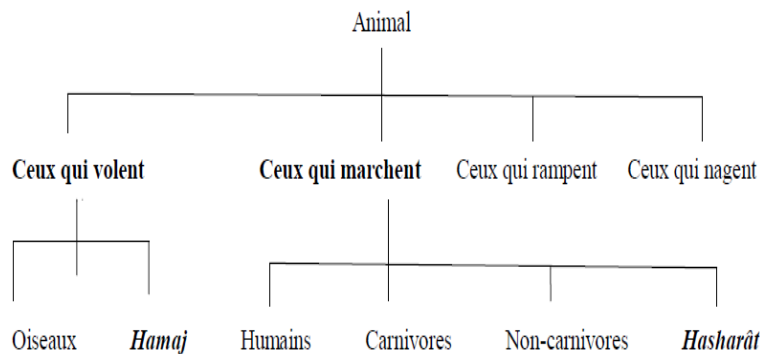 Animal
Ceux qui volent Ceux qui marchent Ceux qui rampent Ceux qui nagent
Oiseaux Hamaj Humains Carnivores Non-carnivores Hasharât